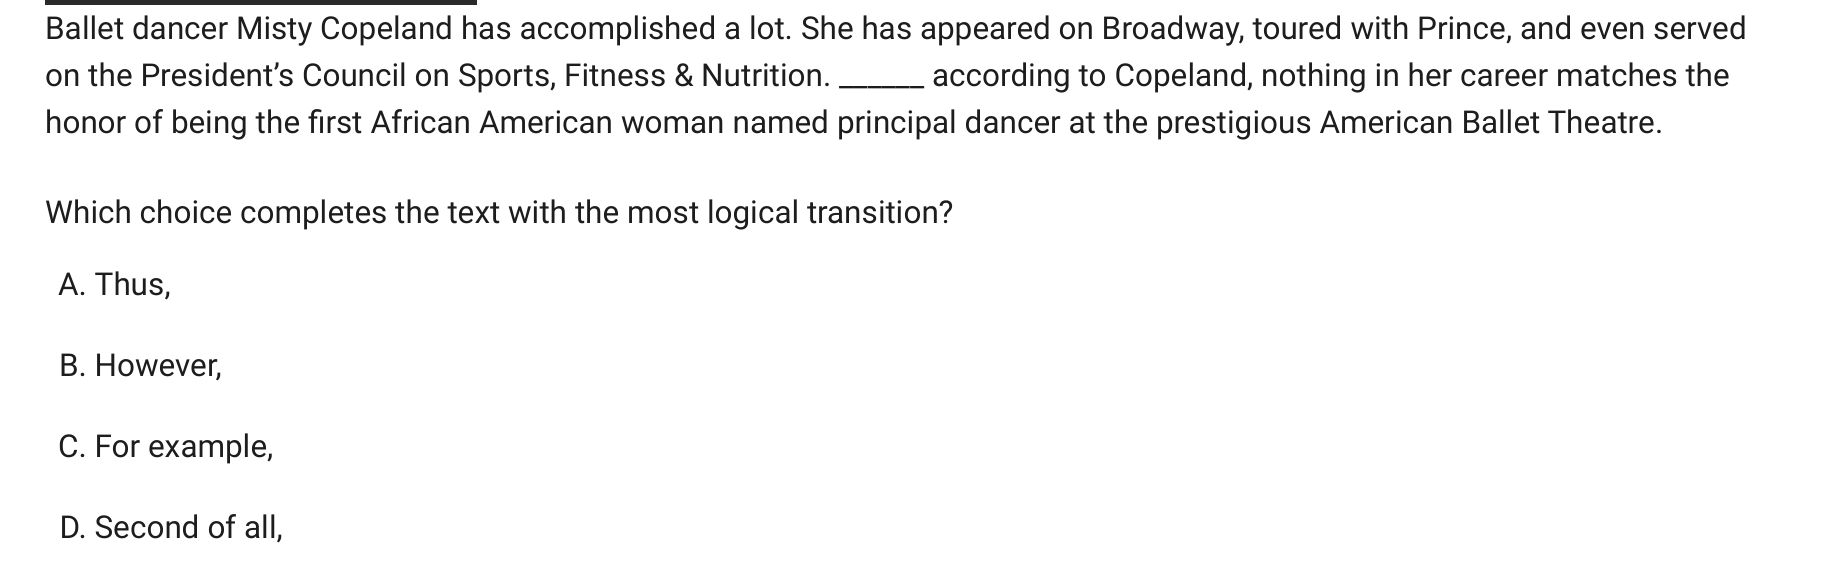 Ballet dancer Misty Copeland has accomplished a lot. She has appeared on Broadway, toured with Prince, and even served
on the President’s Council on Sports, Fitness & Nutrition. ______ according to Copeland, nothing in her career matches the
honor of being the first African American woman named principal dancer at the prestigious American Ballet Theatre.
Which choice completes the text with the most logical transition?
A. Thus,
B. However,
C. For example,
D. Second of all,